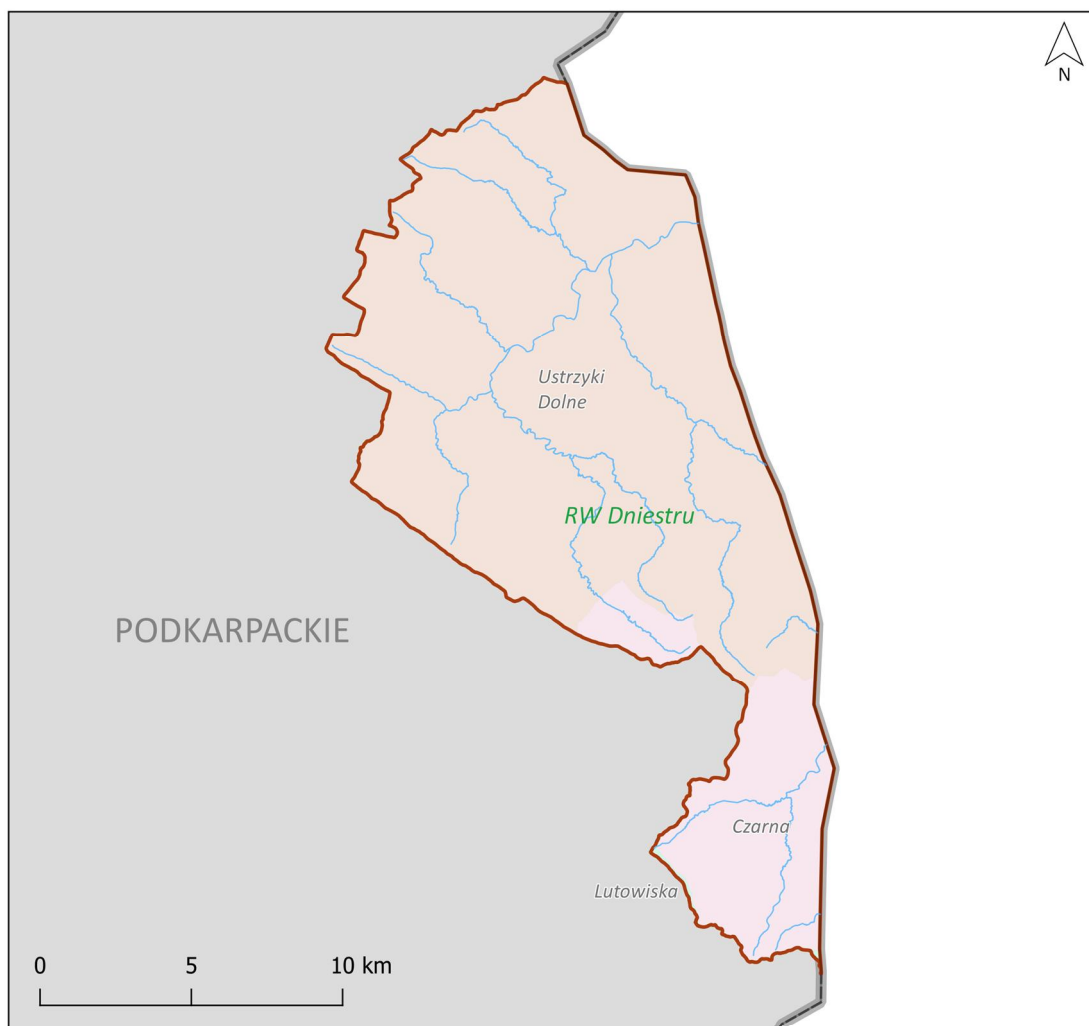 N
Ustrzyki
Dolne
RW Dniestru
PODKARPACKIE
Czarna
Lutowiska
0 5 10 km